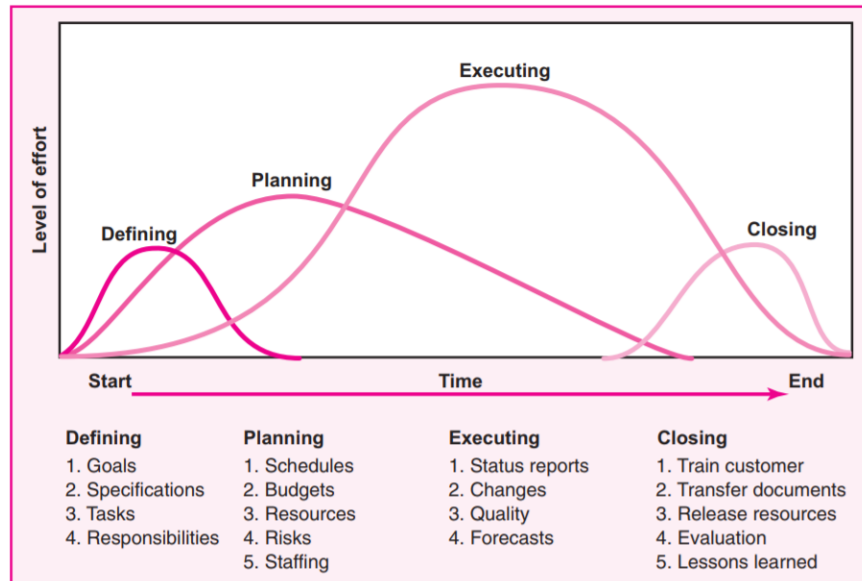 Executing
Planning
Defining
Closing
Level of effort
Start
Time
End
Defining
1. Goals
2. Specifications
3. Tasks
4. Responsibilities
Planning
1. Schedules
2. Budgets
3. Resources
4. Risks
5. Staffing
Executing
1. Status reports
2. Changes
3. Quality
4. Forecasts
Closing
1. Train customer
2. Transfer documents
3. Release resources
4. Evaluation
5. Lessons learned